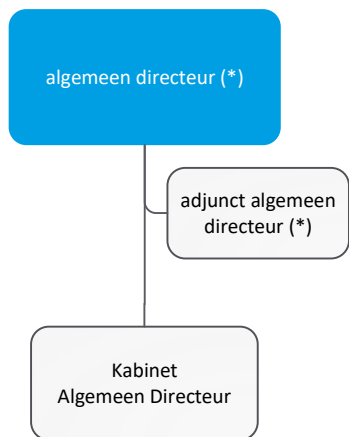 algemeen directeur (*)
adjunct algemeen
directeur (*)
Kabinet
Algemeen Directeur